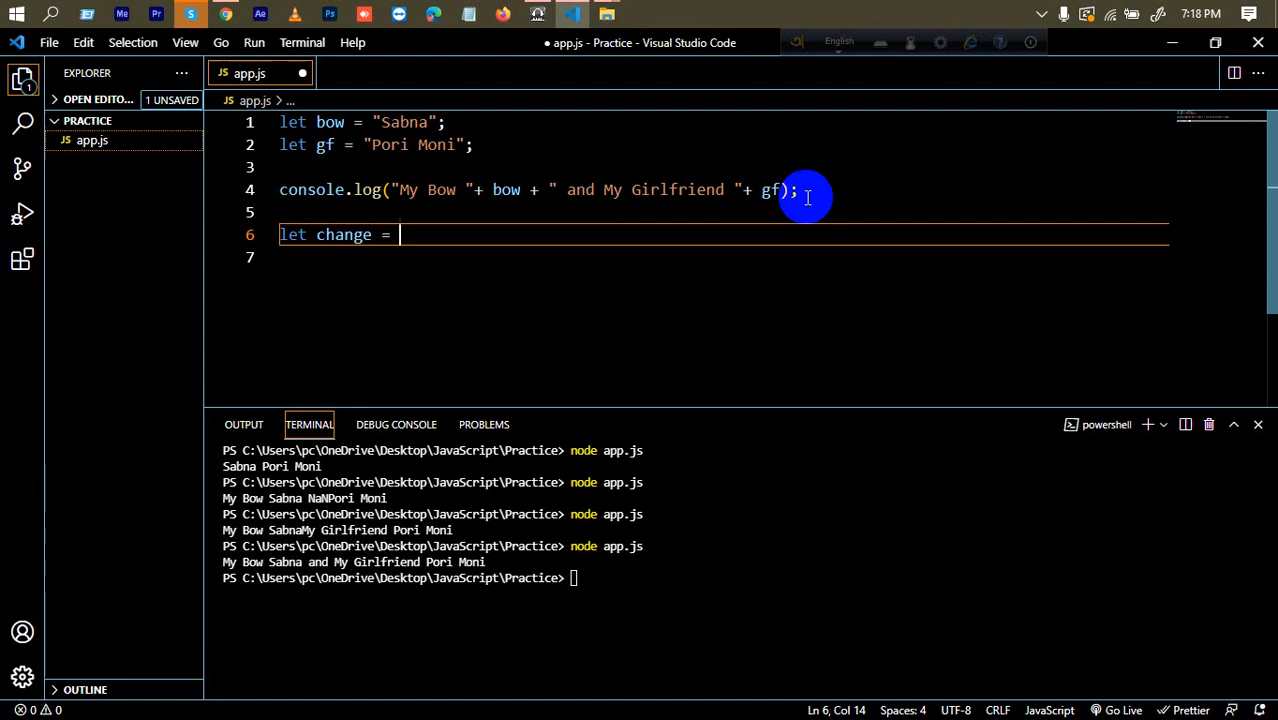 7:18 PM
File Edit Selection View Go Run Terminal Help
● app.js - Practice - Visual Studio Code
English
EXPLORER
JS app.js
OPEN EDITO... 1 UNSAVED
JS app.js > ...
PRACTICE
JS app.js
1 let bow = "Sabna";
2 let gf = "Pori Moni";
3
4 console.log("My Bow "+ bow + " and My Girlfriend "+ gf);
5
6 let change =
7
OUTPUT TERMINAL DEBUG CONSOLE PROBLEMS
powershell
PS C:\Users\pc\OneDrive\Desktop\JavaScript\Practice> node app.js
Sabna Pori Moni
PS C:\Users\pc\OneDrive\Desktop\JavaScript\Practice> node app.js
My Bow Sabna NaNPori Moni
PS C:\Users\pc\OneDrive\Desktop\JavaScript\Practice> node app.js
My Bow SabnaMy Girlfriend Pori Moni
PS C:\Users\pc\OneDrive\Desktop\JavaScript\Practice> node app.js
My Bow Sabna and My Girlfriend Pori Moni
PS C:\Users\pc\OneDrive\Desktop\JavaScript\Practice>
OUTLINE
0 0
Ln 6, Col 14 Spaces: 4 UTF-8 CRLF JavaScript Go Live Prettier